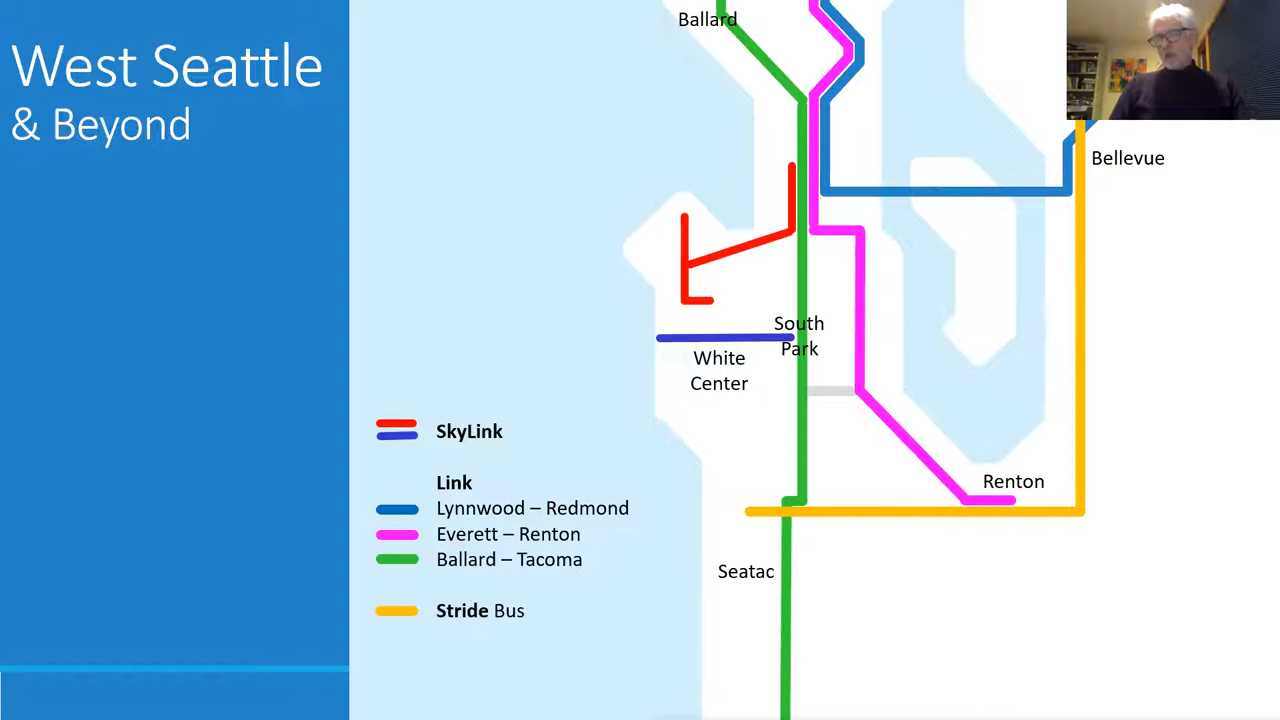 West Seattle
& Beyond
Ballard
Bellevue
South
Park
White
Center
SkyLink
Link
Lynnwood – Redmond
Everett – Renton
Ballard – Tacoma
Stride Bus
Renton
Seatac